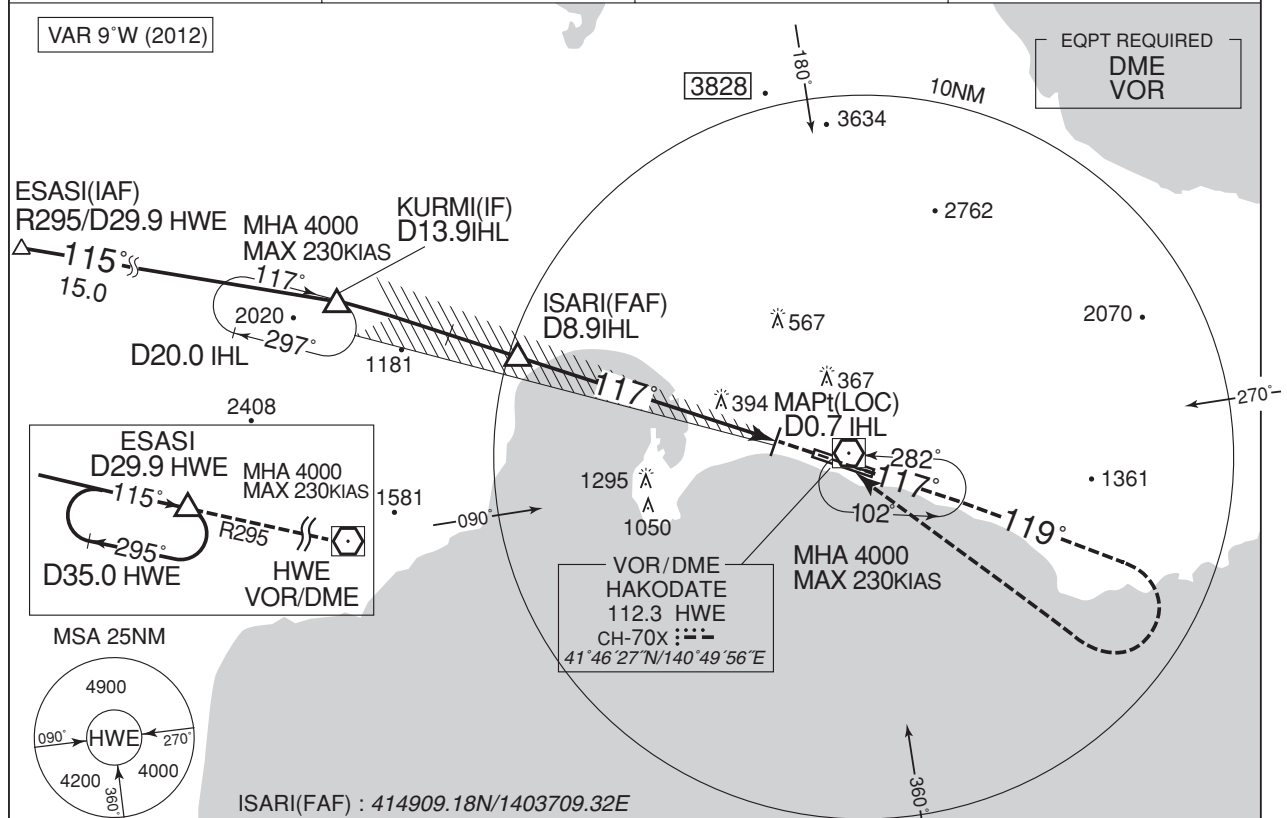 VAR 9°W (2012)
EQPT REQUIRED
DME
VOR
180°
3828
10NM
3634
ESASI(IAF)
R295/D29.9 HWE
115°
15.0
MHA 4000
MAX 230KIAS
117°
KURMI(IF)
D13.9IHL
2762
2020
297°
D20.0 IHL
1181
ISARI(FAF)
D8.9IHL
567
2070
117°
367
394
MAPt(LOC)
D0.7 IHL
270°
2408
ESASI
D29.9 HWE
115°
MHA 4000
MAX 230KIAS
R295
295°
D35.0 HWE
HWE
VOR/DME
1581
090°
1295
1050
282°
117°
102°
119°
1361
MHA 4000
MAX 230KIAS
VOR/DME
HAKODATE
112.3 HWE
CH-70X
41°46´27˝N/140°49´56˝E
MSA 25NM
4900
090°
HWE
270°
4200
4000
360°
360°
ISARI(FAF) : 414909.18N/1403709.32E